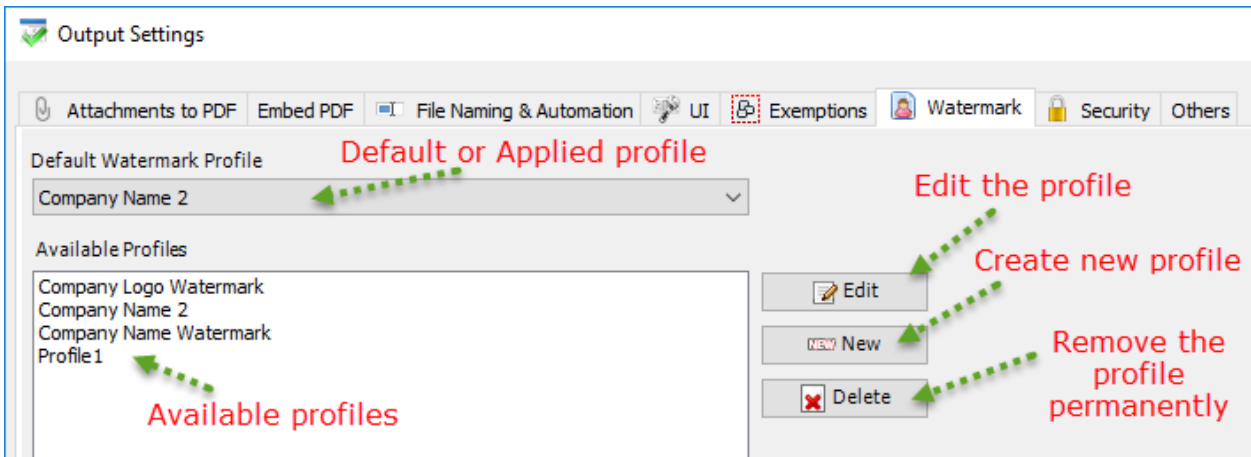 Output Settings
Attachments to PDF Embed PDF File Naming & Automation UI Exemptions Watermark Security Others
Default Watermark Profile
Default or Applied profile
Company Name 2
Edit the profile
Available Profiles
Create new profile
Company Logo Watermark
Company Name 2
Company Name Watermark
Profile1
Edit
NEW New
Remove the
profile
permanently
Delete
Available profiles